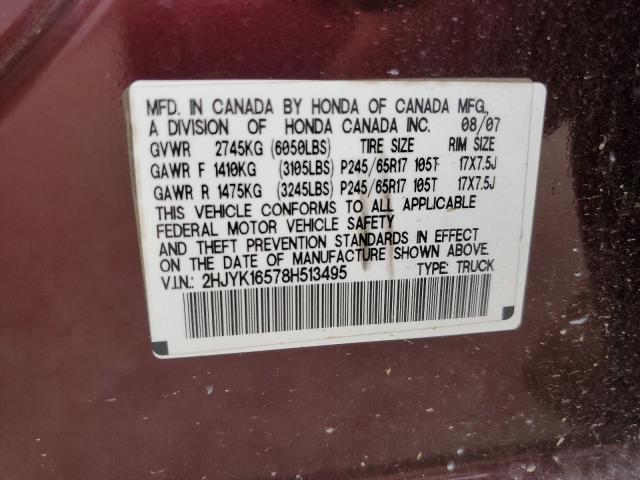 MFD. IN CANADA BY HONDA OF CANADA MFG.,
A DIVISION OF HONDA CANADA INC. 08/07
GVWR 2745KG (6050LBS) TIRE SIZE RIM SIZE
GAWR F 1410KG (3105LBS) P245/65R17 105T 17X7.5J
GAWR R 1475KG (3245LBS) P245/65R17 105T 17X7.5J
THIS VEHICLE CONFORMS TO ALL APPLICABLE
FEDERAL MOTOR VEHICLE SAFETY
AND THEFT PREVENTION STANDARDS IN EFFECT
ON THE DATE OF MANUFACTURE SHOWN ABOVE.
V.I.N.: 2HJYK16578H513495 TYPE: TRUCK